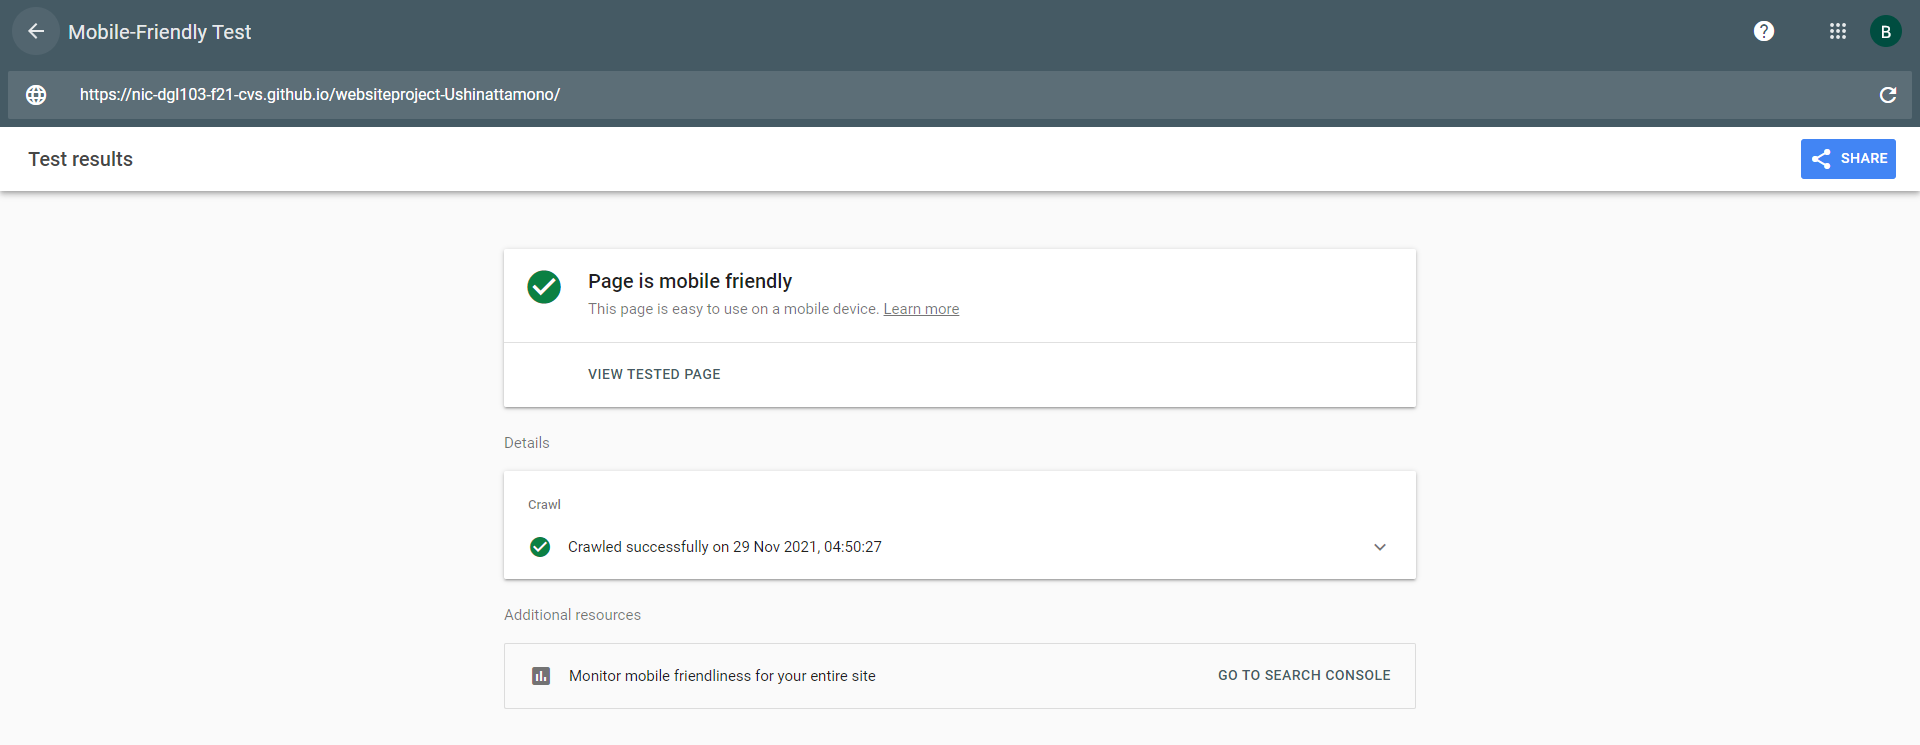 Mobile-Friendly Test
?
B
https://nic-dgl103-f21-cvs.github.io/websiteproject-Ushinattamono/
Test results
SHARE
Page is mobile friendly
This page is easy to use on a mobile device. Learn more
VIEW TESTED PAGE
Details
Crawl
Crawled successfully on 29 Nov 2021, 04:50:27
Additional resources
Monitor mobile friendliness for your entire site
GO TO SEARCH CONSOLE